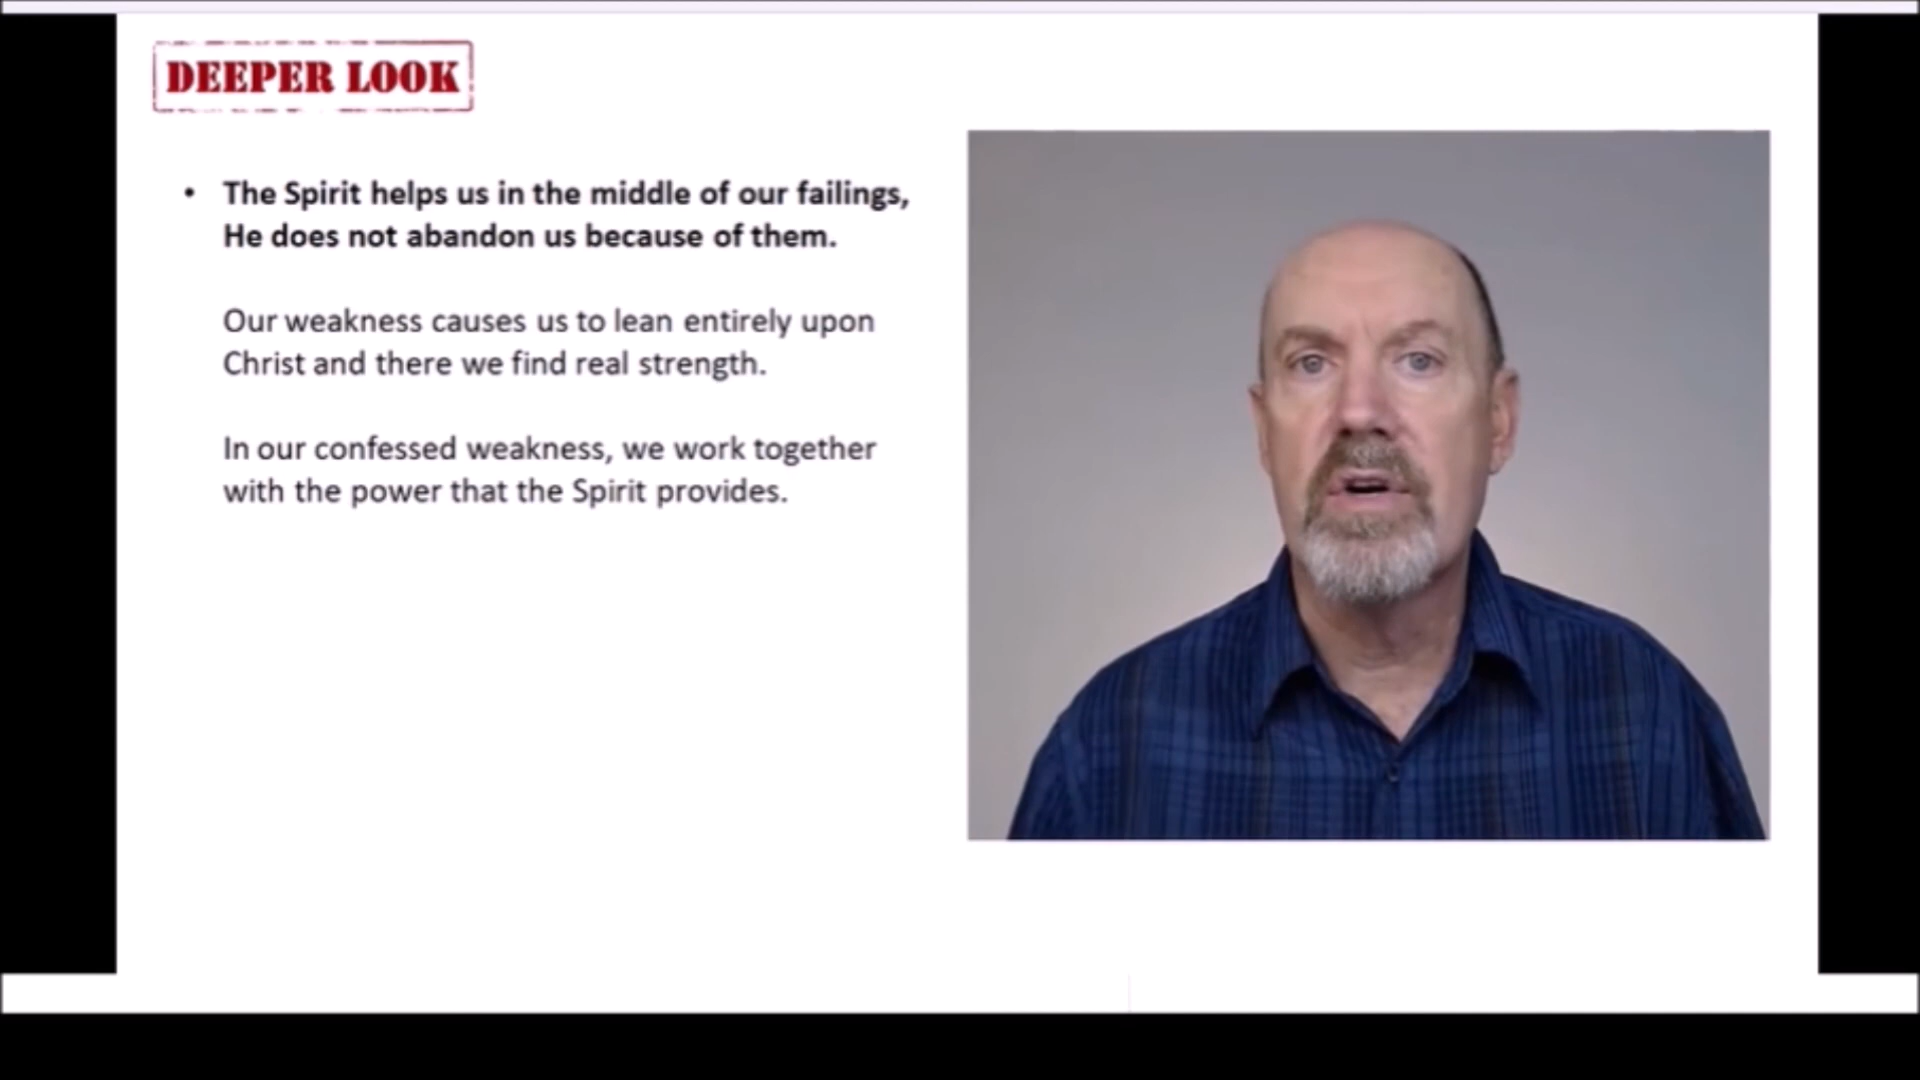 DEEPER LOOK
• The Spirit helps us in the middle of our failings,
He does not abandon us because of them.
Our weakness causes us to lean entirely upon
Christ and there we find real strength.
In our confessed weakness, we work together
with the power that the Spirit provides.